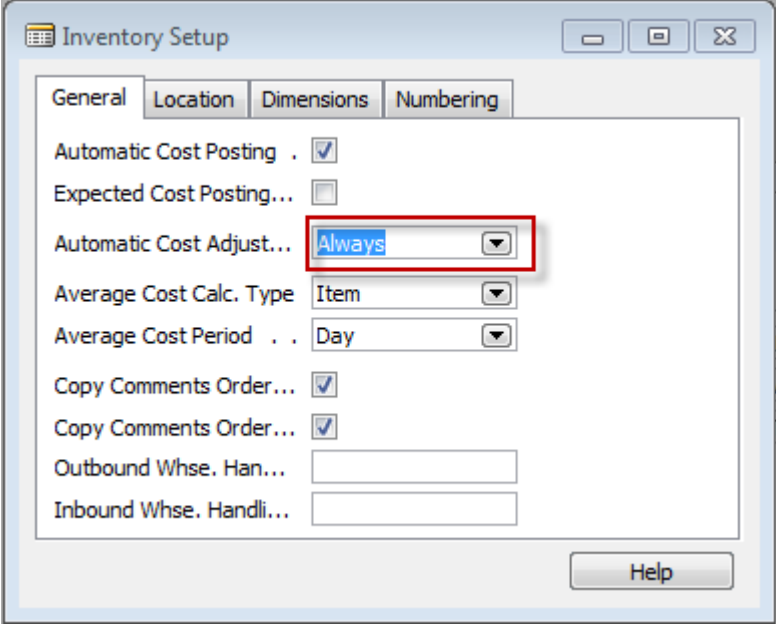 Inventory Setup
General Location Dimensions Numbering
Automatic Cost Posting .
Expected Cost Posting...
Automatic Cost Adjust... Always
Average Cost Calc. Type Item
Average Cost Period . . Day
Copy Comments Order...
Copy Comments Order...
Outbound Whse. Han...
Inbound Whse. Handli...
Help